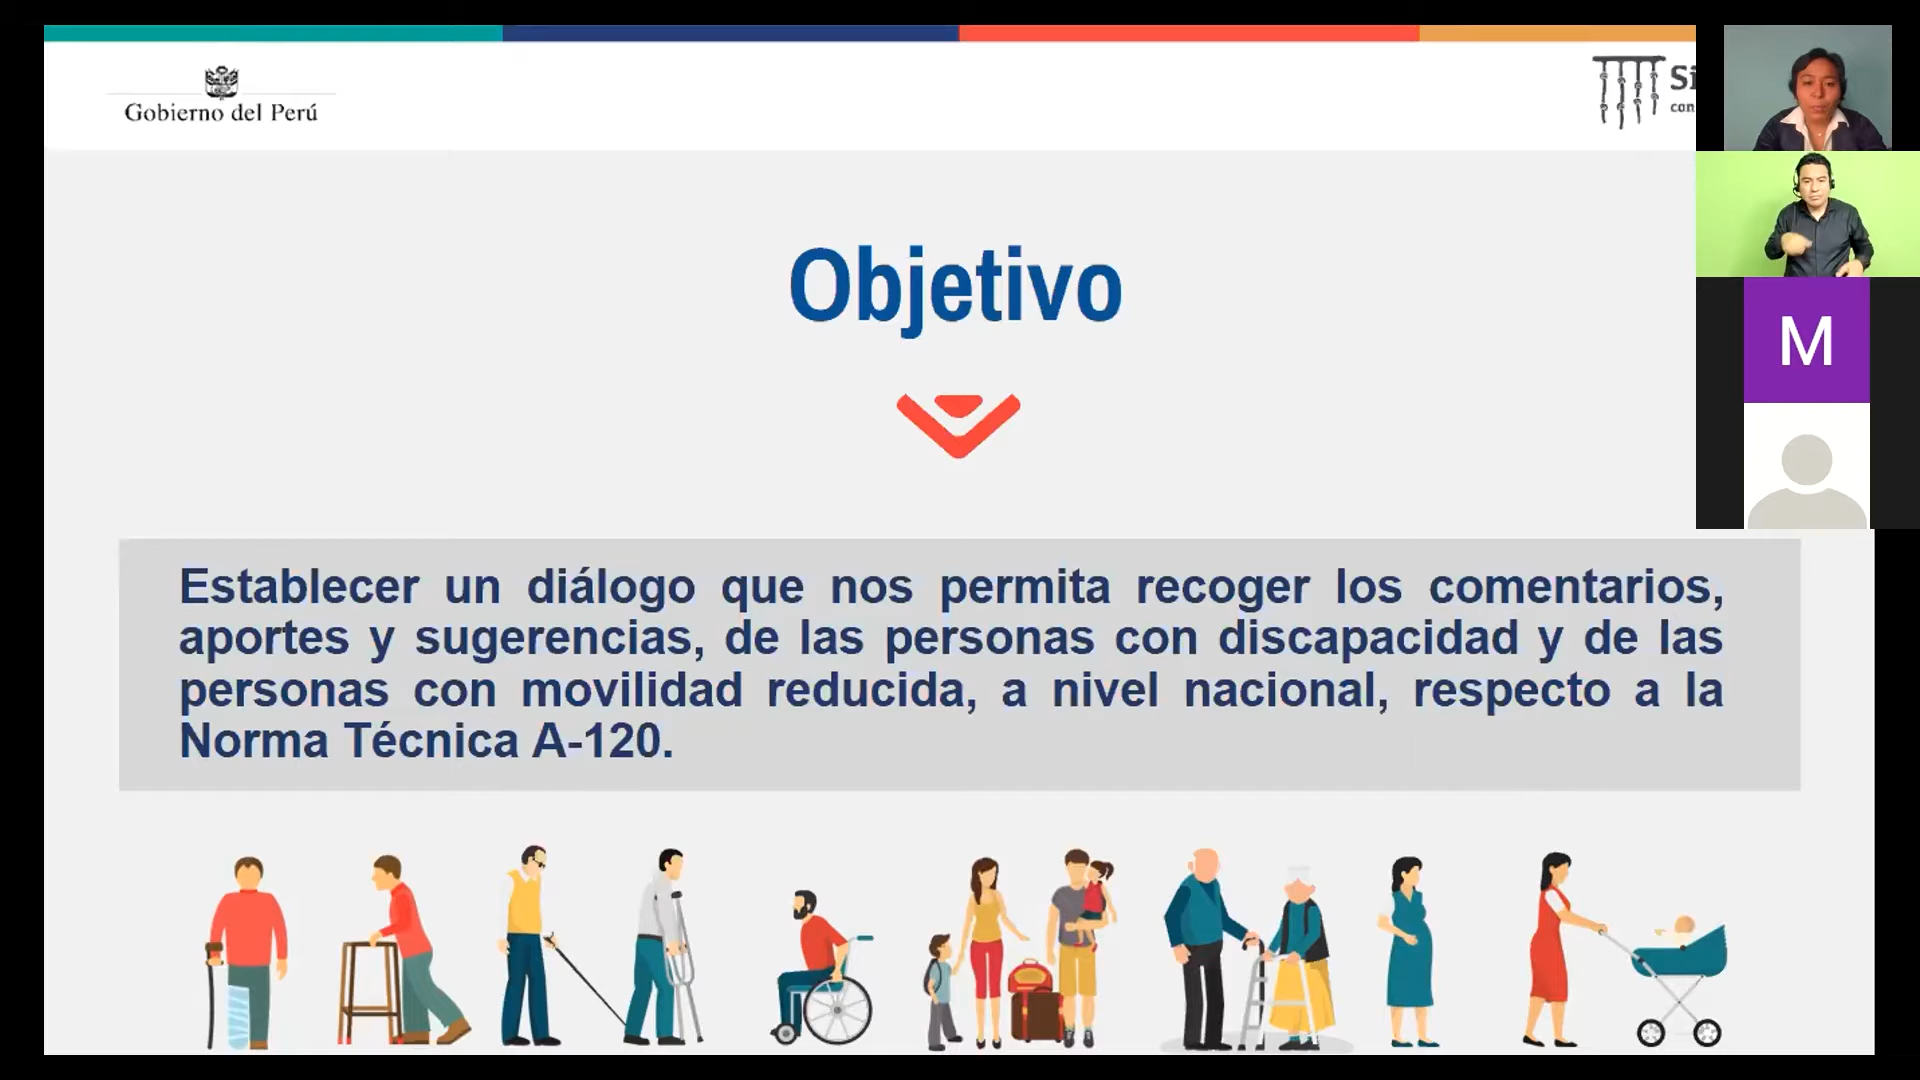 Gobierno del Perú
Objetivo
M
Establecer un diálogo que nos permita recoger los comentarios,
aportes y sugerencias, de las personas con discapacidad y de las
personas con movilidad reducida, a nivel nacional, respecto a la
Norma Técnica A-120.